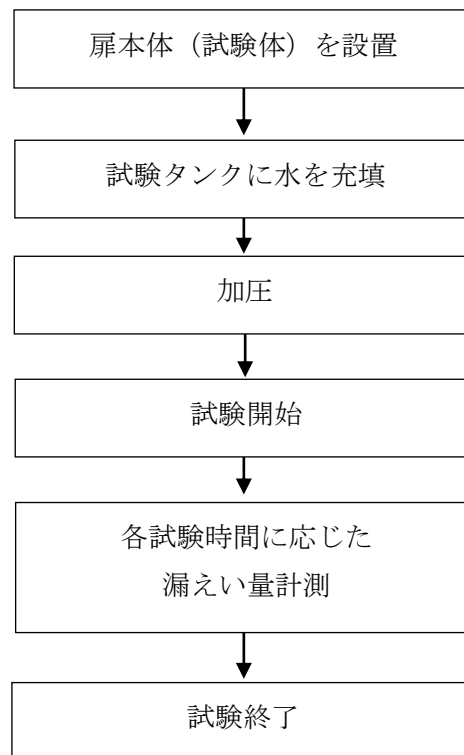 扉本体（試験体）を設置
試験タンクに水を充填
加圧
試験開始
各試験時間に応じた
漏えい量計測
試験終了